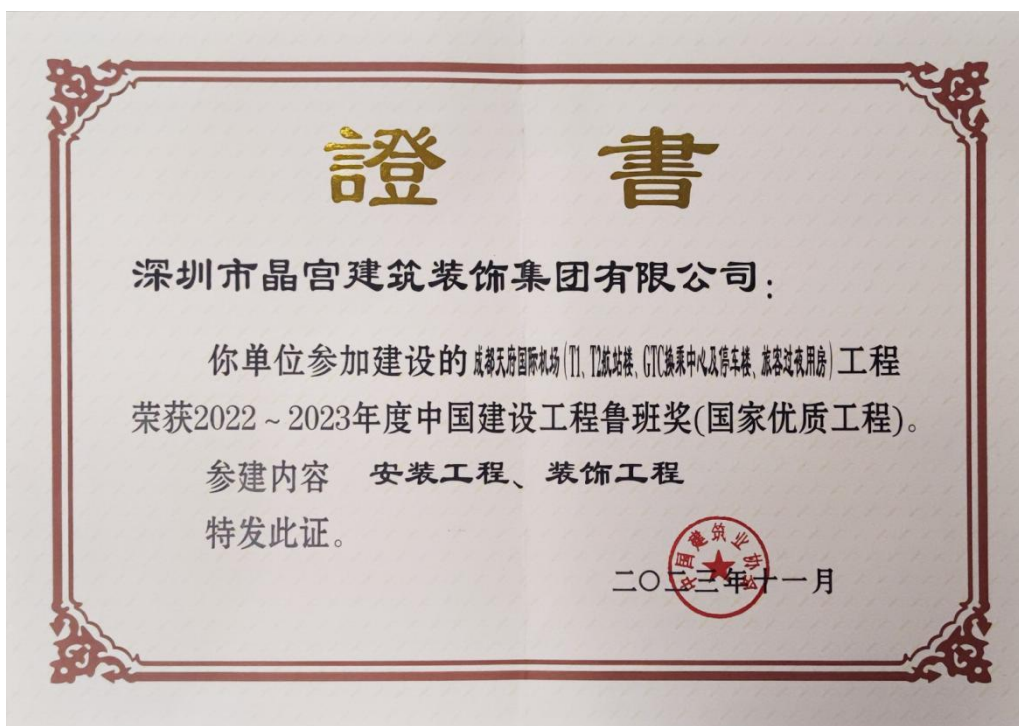 證書
深圳市晶宫建筑装饰集团有限公司：
你单位参加建设的成都天府国际机场(T1、T2航站楼、GTC换乘中心及停车楼、旅客过夜用房)工程
荣获2022～2023年度中国建设工程鲁班奖(国家优质工程)。
参建内容 安装工程、装饰工程
特发此证。
中国建筑业协会
二〇二三年十一月